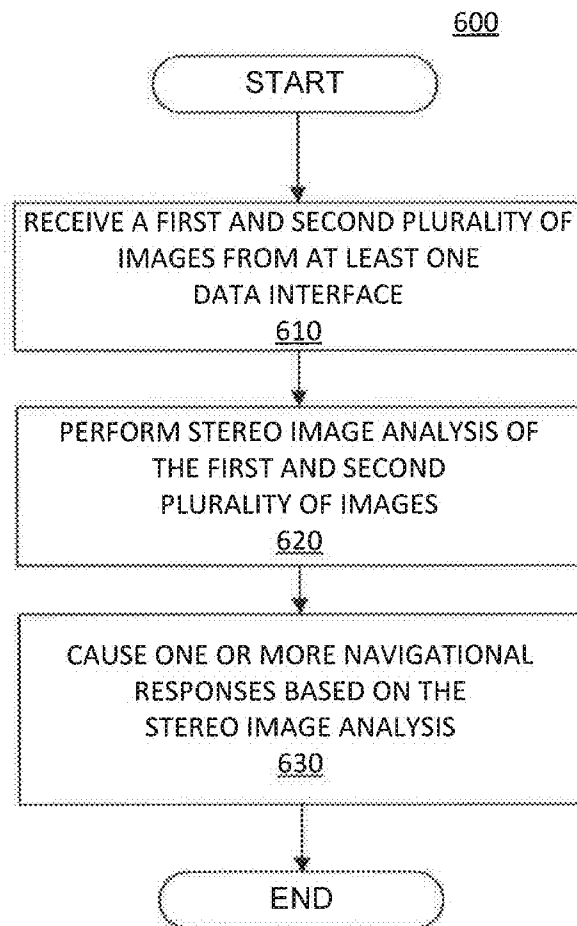 600
START
RECEIVE A FIRST AND SECOND PLURALITY OF
IMAGES FROM AT LEAST ONE
DATA INTERFACE
610
PERFORM STEREO IMAGE ANALYSIS OF
THE FIRST AND SECOND
PLURALITY OF IMAGES
620
CAUSE ONE OR MORE NAVIGATIONAL
RESPONSES BASED ON THE
STEREO IMAGE ANALYSIS
630
END